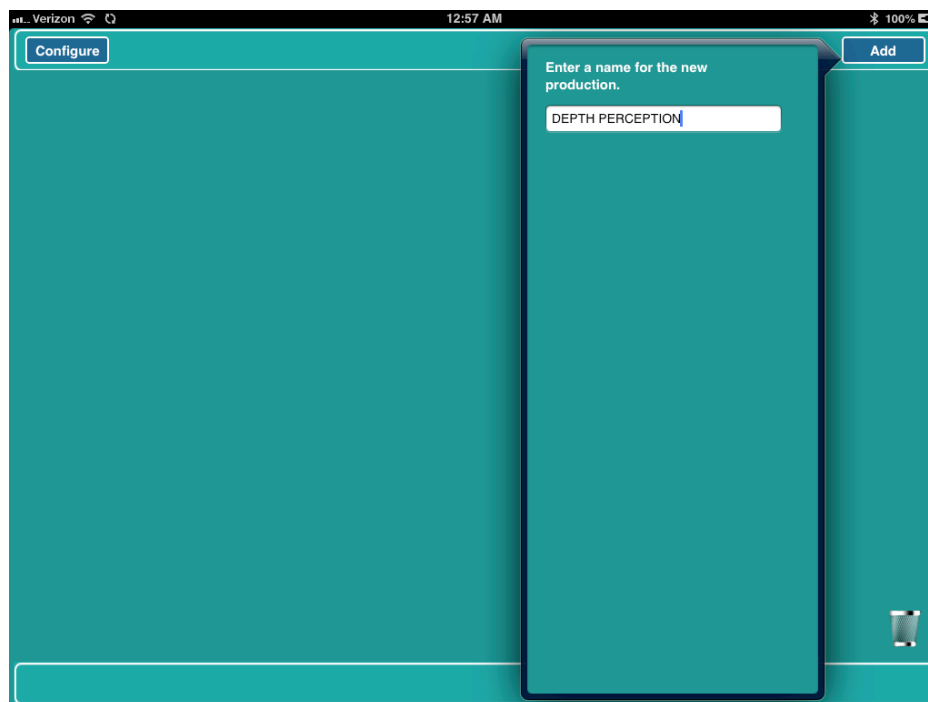 Verizon 12:57 AM 100%
Configure
Add
Enter a name for the new
production.
DEPTH PERCEPTION